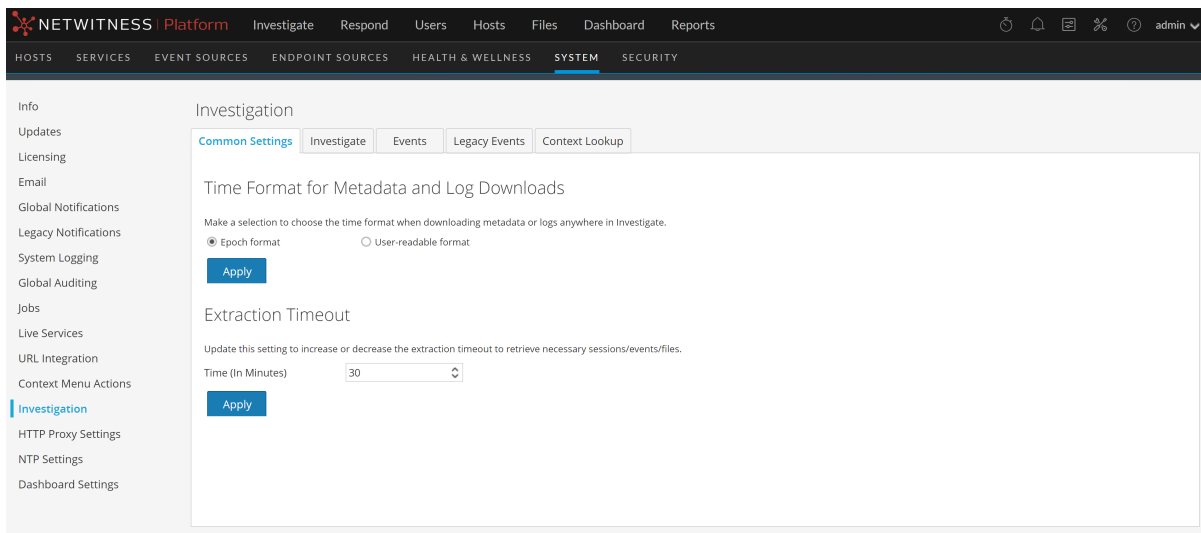 NETWITNESS | Platform Investigate Respond Users Hosts Files Dashboard Reports admin
HOSTS SERVICES EVENT SOURCES ENDPOINT SOURCES HEALTH & WELLNESS SYSTEM SECURITY
Info
Updates
Licensing
Email
Global Notifications
Legacy Notifications
System Logging
Global Auditing
Jobs
Live Services
URL Integration
Context Menu Actions
Investigation
HTTP Proxy Settings
NTP Settings
Dashboard Settings
Investigation
Common Settings Investigate Events Legacy Events Context Lookup
Time Format for Metadata and Log Downloads
Make a selection to choose the time format when downloading metadata or logs anywhere in Investigate.
Epoch format User-readable format
Apply
Extraction Timeout
Update this setting to increase or decrease the extraction timeout to retrieve necessary sessions/events/files.
Time (In Minutes) 30
Apply